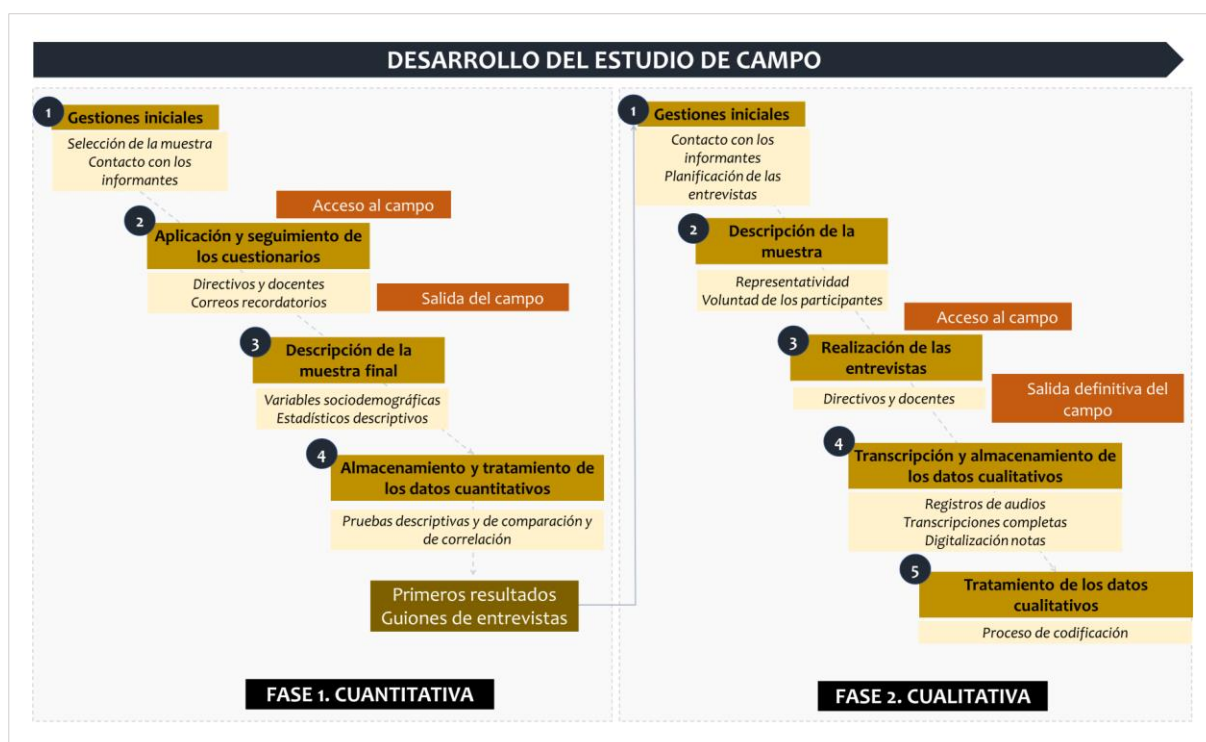 DESARROLLO DEL ESTUDIO DE CAMPO
1
Gestiones iniciales
Selección de la muestra
Contacto con los
informantes
Acceso al campo
2
Aplicación y seguimiento de
los cuestionarios
Directivos y docentes
Correos recordatorios
Salida del campo
3
Descripción de la
muestra final
Variables sociodemográficas
Estadísticos descriptivos
4
Almacenamiento y tratamiento de
los datos cuantitativos
Pruebas descriptivas y de comparación y
de correlación
Primeros resultados
Guiones de entrevistas
FASE 1. CUANTITATIVA
1
Gestiones iniciales
Contacto con los
informantes
Planificación de las
entrevistas
2
Descripción de la
muestra
Representatividad
Voluntad de los participantes
Acceso al campo
3
Realización de las
entrevistas
Directivos y docentes
Salida definitiva del
campo
4
Transcripción y almacenamiento de
los datos cualitativos
Registros de audios
Transcripciones completas
Digitalización notas
5
Tratamiento de los datos
cualitativos
Proceso de codificación
FASE 2. CUALITATIVA